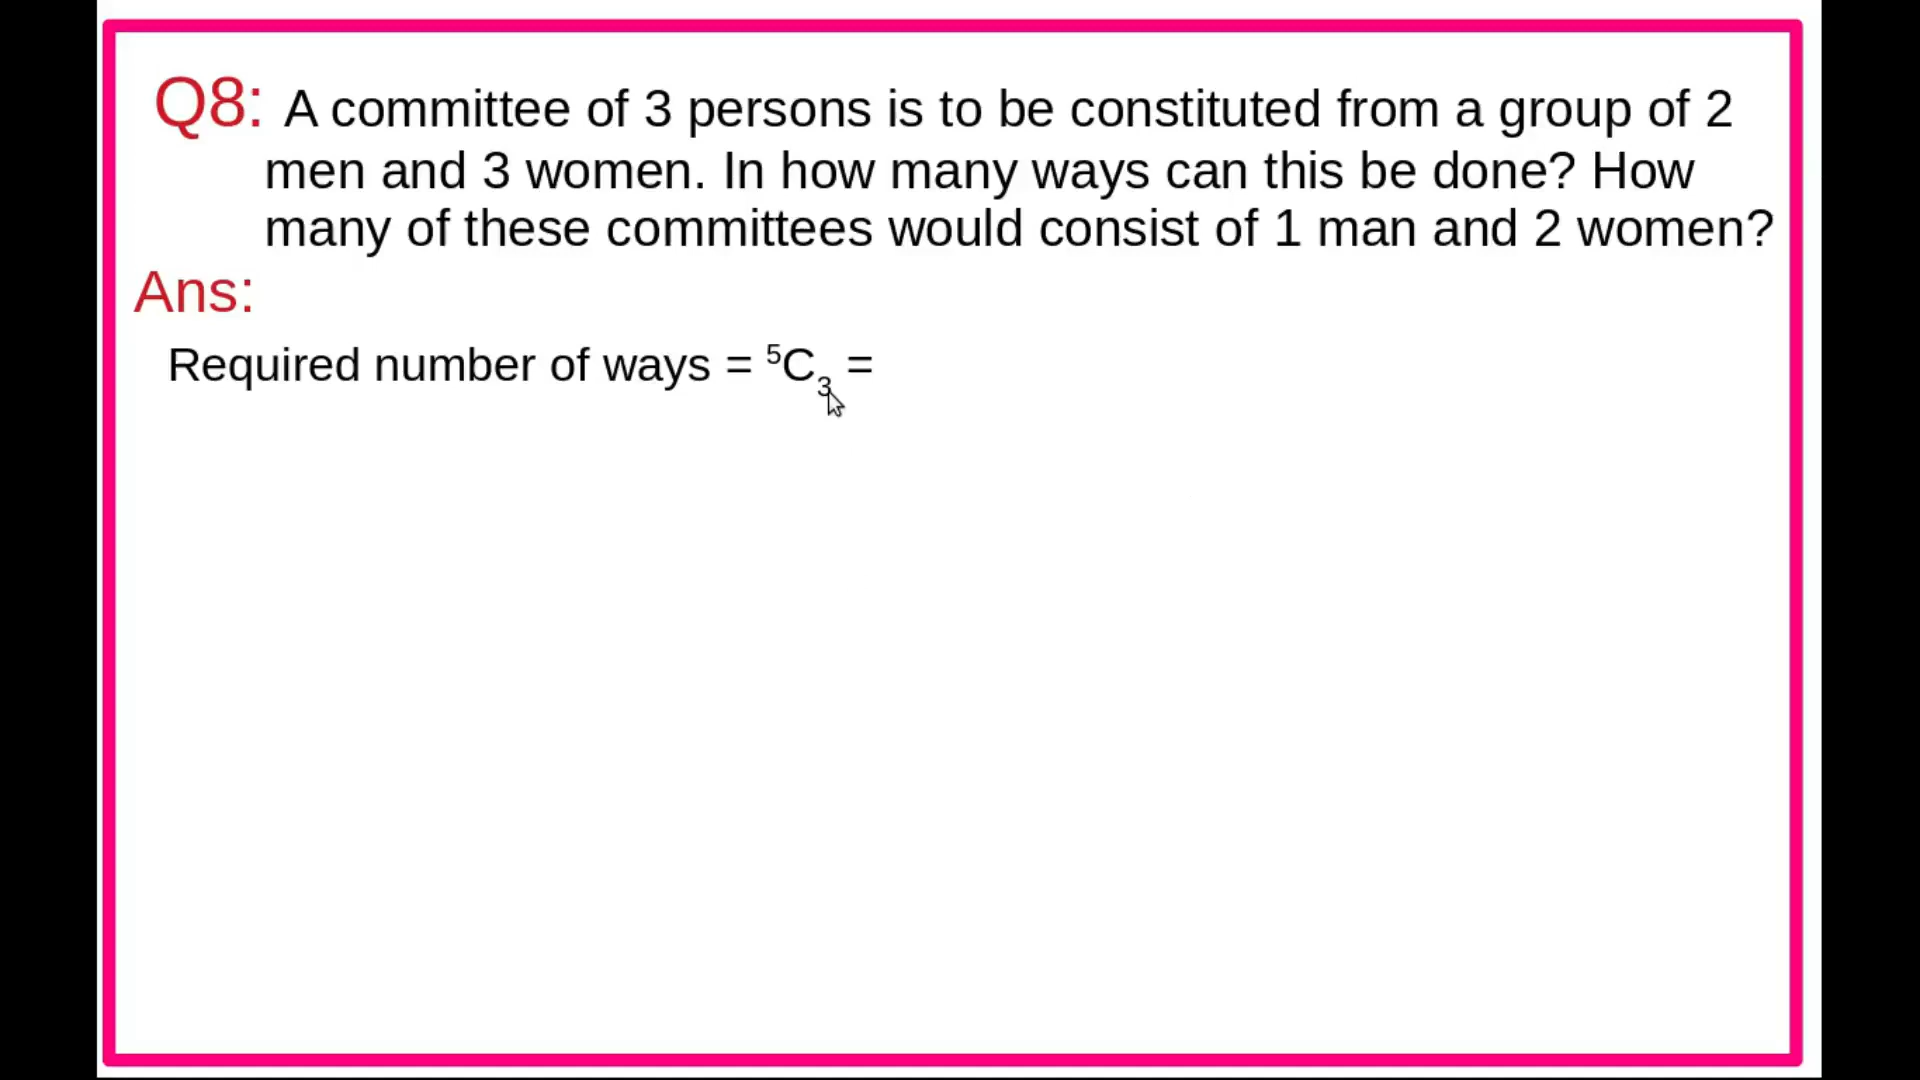 Q8: A committee of 3 persons is to be constituted from a group of 2
men and 3 women. In how many ways can this be done? How
many of these committees would consist of 1 man and 2 women?
Ans:
Required number of ways = ⁵C₃ =